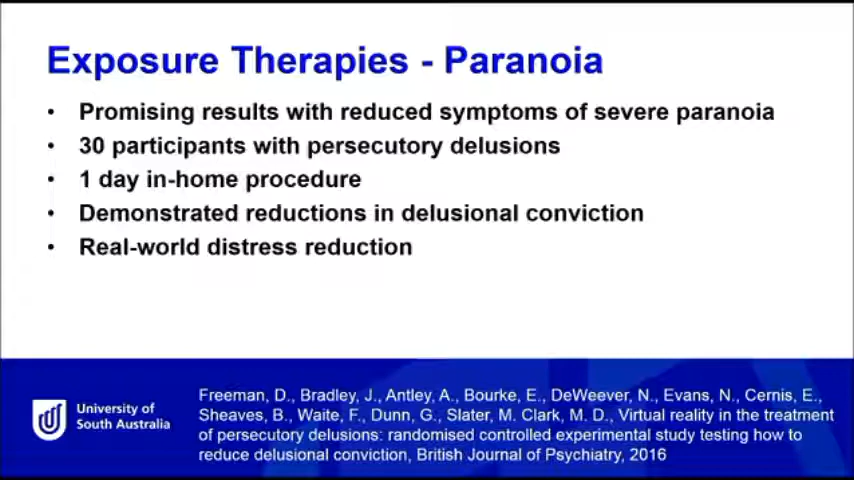 Exposure Therapies - Paranoia
• Promising results with reduced symptoms of severe paranoia
• 30 participants with persecutory delusions
• 1 day in-home procedure
• Demonstrated reductions in delusional conviction
• Real-world distress reduction
University of
South Australia
Freeman, D., Bradley, J., Antley, A., Bourke, E., DeWeever, N., Evans, N., Cernis, E.,
Sheaves, B., Waite, F., Dunn, G., Slater, M. Clark, M. D., Virtual reality in the treatment
of persecutory delusions: randomised controlled experimental study testing how to
reduce delusional conviction, British Journal of Psychiatry, 2016